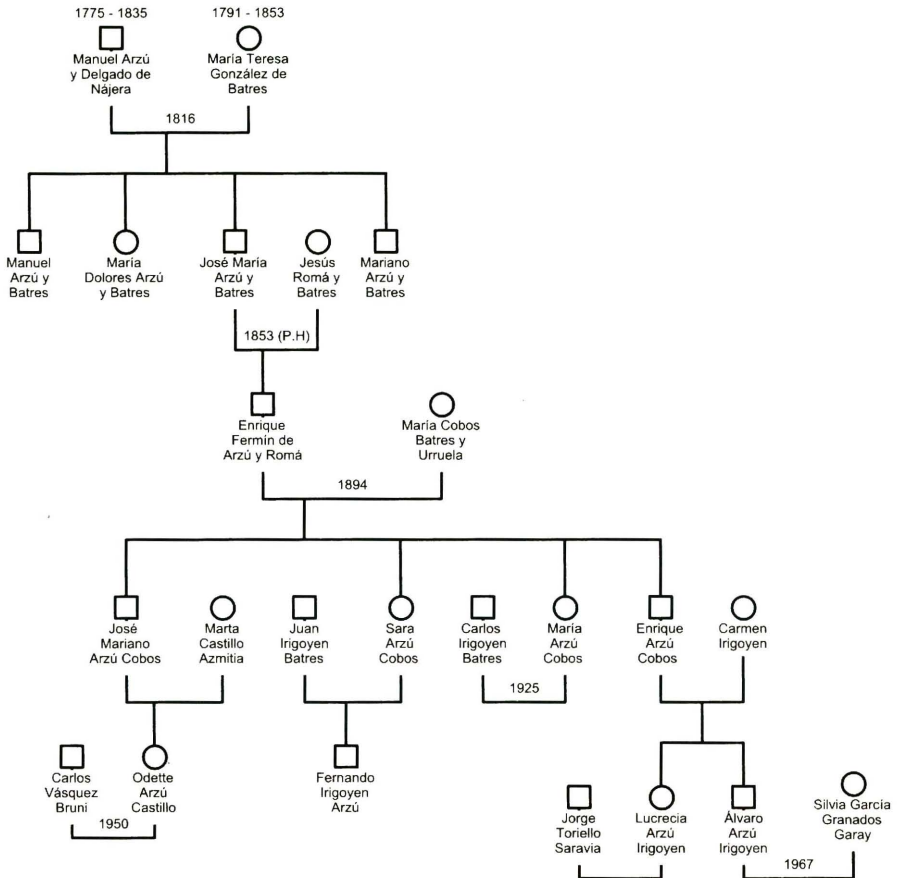 1775 - 1835
1791 - 1853
Manuel Arzú
y Delgado de
Nájera
María Teresa
González de
Batres
1816
Manuel
Arzú y
Batres
María
Dolores Arzú
y Batres
José María
Arzú y
Batres
Jesús
Romá y
Batres
Mariano
Arzú y
Batres
1853 (P.H)
Enrique
Fermín de
Arzú y Romá
María Cobos
Batres y
Urruela
1894
José
Mariano
Arzú Cobos
Marta
Castillo
Azmitia
Juan
Irigoyen
Batres
Sara
Arzú
Cobos
Carlos
Irigoyen
Batres
María
Arzú
Cobos
Enrique
Arzú
Cobos
Carmen
Irigoyen
1925
Carlos
Vásquez
Bruni
Odette
Arzú
Castillo
1950
Fernando
Irigoyen
Arzú
Jorge
Toriello
Saravia
Lucrecia
Arzú
Irigoyen
Álvaro
Arzú
Irigoyen
Silvia García
Granados
Garay
1967